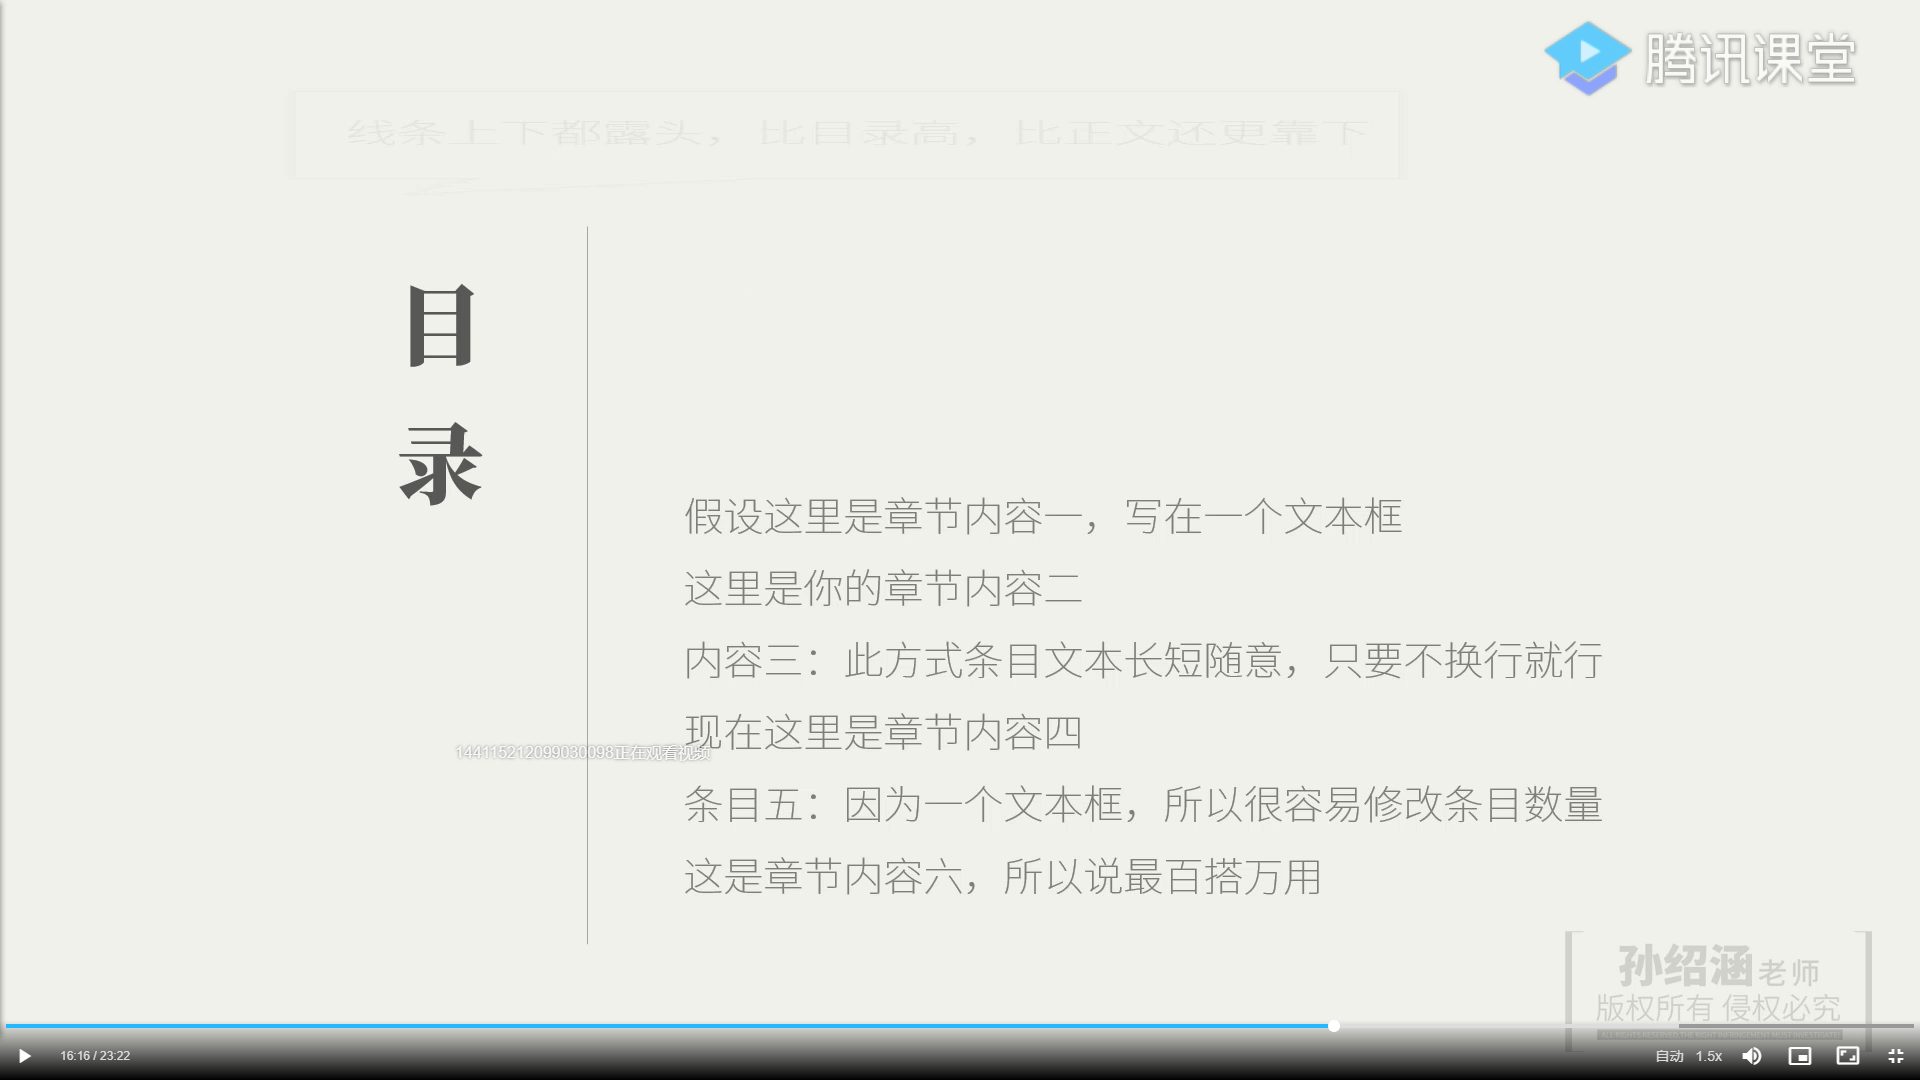 腾讯课堂
线条上下都露头，比目录高，比正文还更靠下
目
录
假设这里是章节内容一，写在一个文本框
这里是你的章节内容二
内容三：此方式条目文本长短随意，只要不换行就行
现在这里是章节内容四
144115212099030098正在观看视频
条目五：因为一个文本框，所以很容易修改条目数量
这是章节内容六，所以说最百搭万用
孙绍涵老师
版权所有 侵权必究
16:16 / 23:22
自动 1.5x